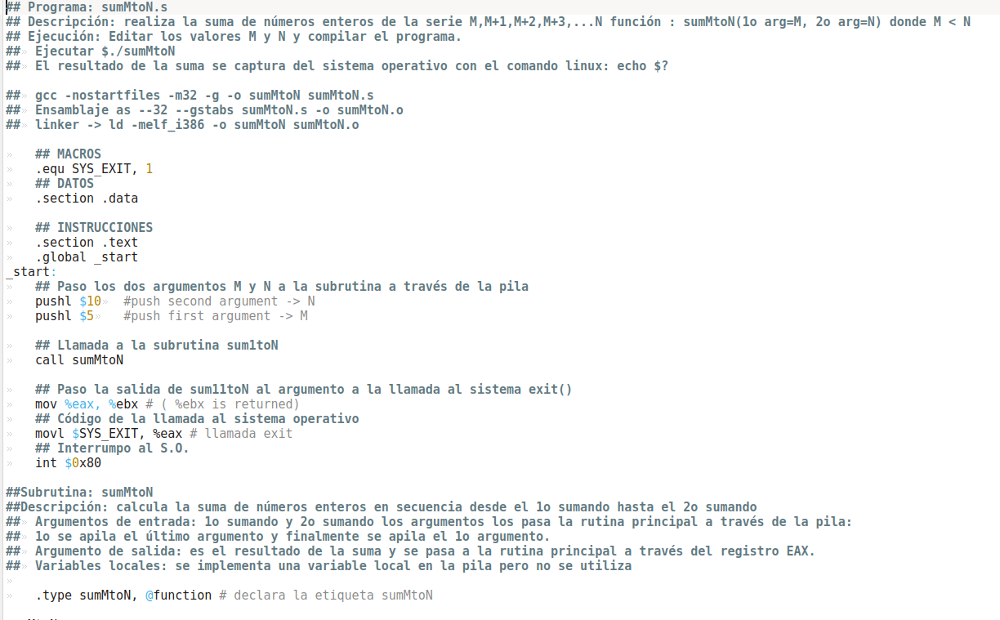 ## Programa: sumMtoN.s
## Descripción: realiza la suma de números enteros de la serie M,M+1,M+2,M+3,...N función : sumMtoN(1o arg=M, 2o arg=N) donde M < N
## Ejecución: Editar los valores M y N y compilar el programa.
##» Ejecutar $./sumMtoN
##» El resultado de la suma se captura del sistema operativo con el comando linux: echo $?
##» gcc -nostartfiles -m32 -g -o sumMtoN sumMtoN.s
##» Ensamblaje as --32 --gstabs sumMtoN.s -o sumMtoN.o
##» linker -> ld -melf_i386 -o sumMtoN sumMtoN.o
» ## MACROS
» .equ SYS_EXIT, 1
» ## DATOS
» .section .data
» ## INSTRUCCIONES
» .section .text
» .global _start
_start:
» ## Paso los dos argumentos M y N a la subrutina a través de la pila
» pushl $10» #push second argument -> N
» pushl $5» #push first argument -> M
» ## Llamada a la subrutina sum1toN
» call sumMtoN
» ## Paso la salida de sum11toN al argumento a la llamada al sistema exit()
» mov %eax, %ebx # ( %ebx is returned)
» ## Código de la llamada al sistema operativo
» movl $SYS_EXIT, %eax # llamada exit
» ## Interrumpo al S.O.
» int $0x80
##Subrutina: sumMtoN
##Descripción: calcula la suma de números enteros en secuencia desde el 1o sumando hasta el 2o sumando
##» Argumentos de entrada: 1o sumando y 2o sumando los argumentos los pasa la rutina principal a través de la pila:
##» 1o se apila el último argumento y finalmente se apila el 1o argumento.
##» Argumento de salida: es el resultado de la suma y se pasa a la rutina principal a través del registro EAX.
##» Variables locales: se implementa una variable local en la pila pero no se utiliza
»
» .type sumMtoN, @function # declara la etiqueta sumMtoN